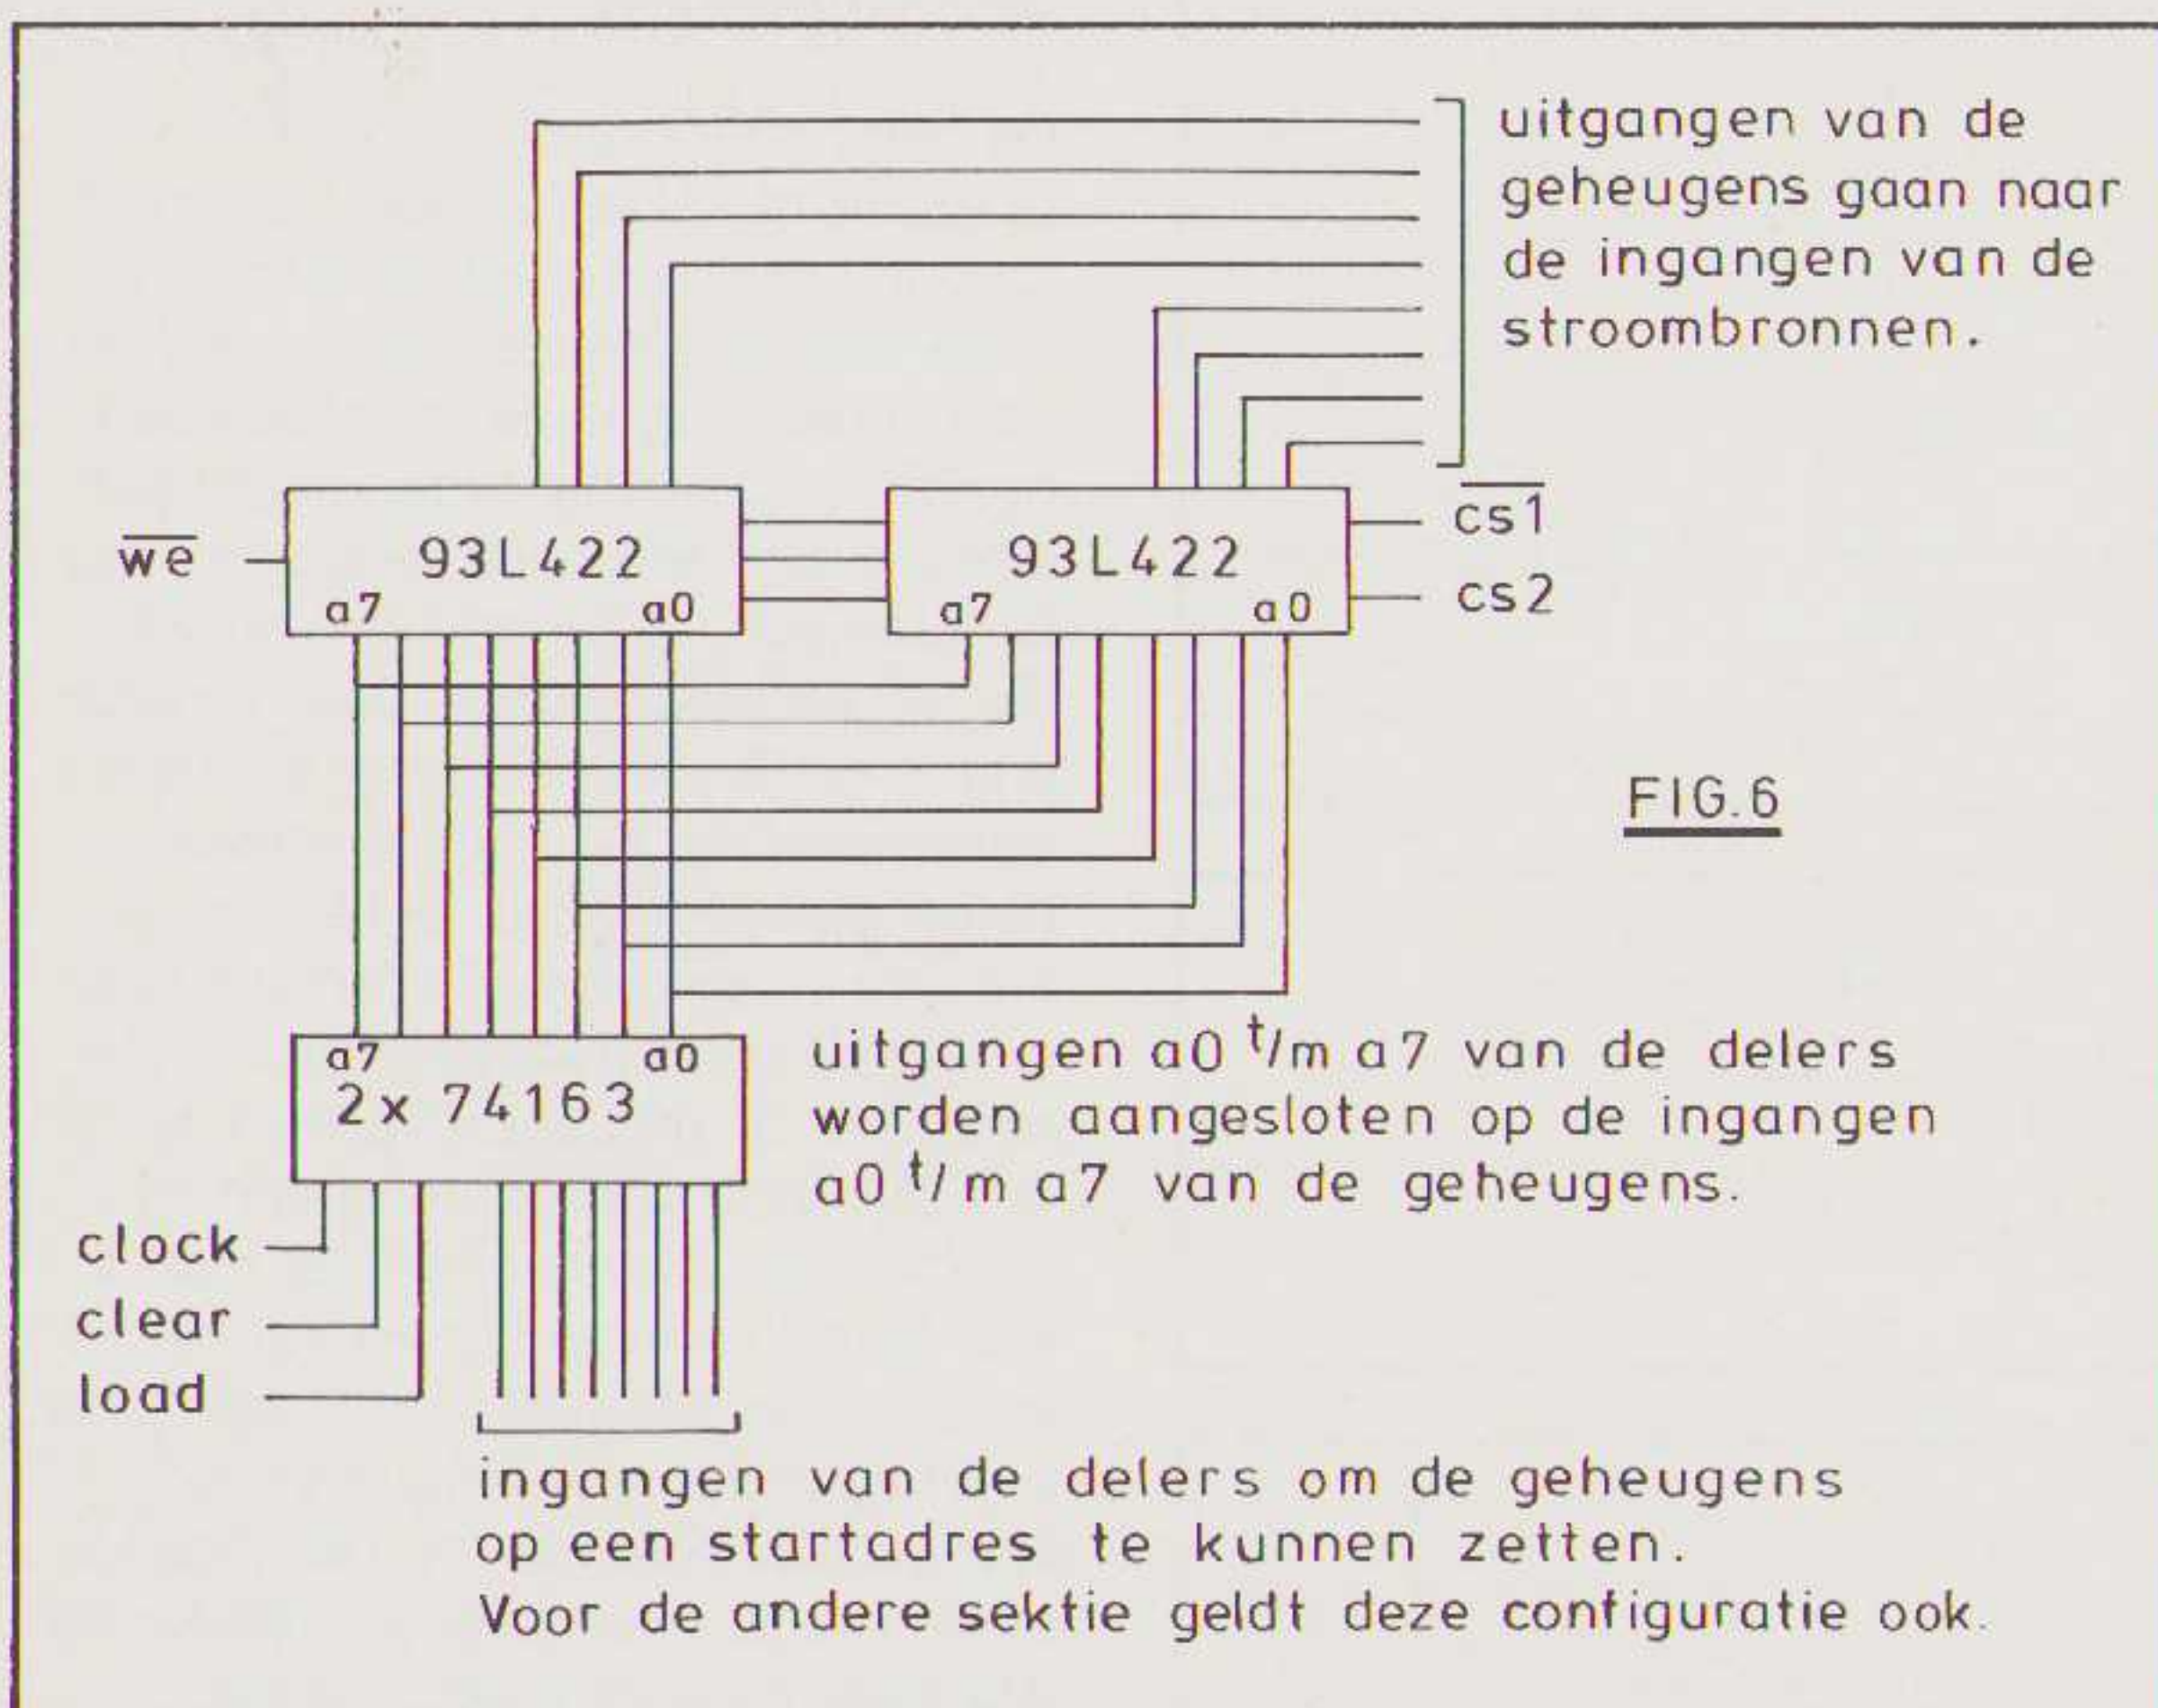 uitgangen van de
geheugens gaan naar
de ingangen van de
stroombronnen.
w̅e̅
93L422
a7 a0
93L422
a7 a0
c̅s̅1̅
cs2
FIG.6
a7 a0
2x 74163
uitgangen a0 t/m a7 van de delers
worden aangesloten op de ingangen
a0 t/m a7 van de geheugens.
clock
clear
load
ingangen van de delers om de geheugens
op een startadres te kunnen zetten.
Voor de andere sektie geldt deze configuratie ook.